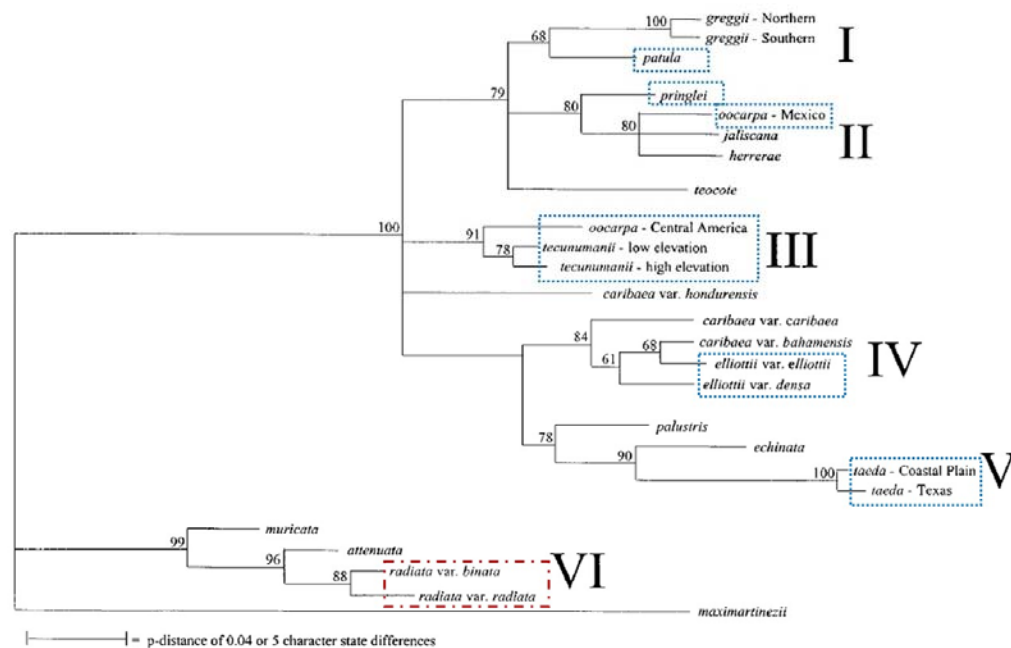 100
greggii - Northern
greggii - Southern
I
68
patula
79
pringlei
80
oocarpa - Mexico
80
jaliscana
II
herrerae
teocote
100
oocarpa - Central America
91
tecunumanii - low elevation
III
78
tecunumanii - high elevation
caribaea var. hondurensis
caribaea var. caribaea
84
caribaea var. bahamensis
68
IV
61
elliottii var. elliottii
elliottii var. densa
palustris
78
echinata
90
V
100
taeda - Coastal Plain
taeda - Texas
muricata
99
attenuata
96
VI
radiata var. binata
88
radiata var. radiata
maximartinezii
= p-distance of 0.04 or 5 character state differences